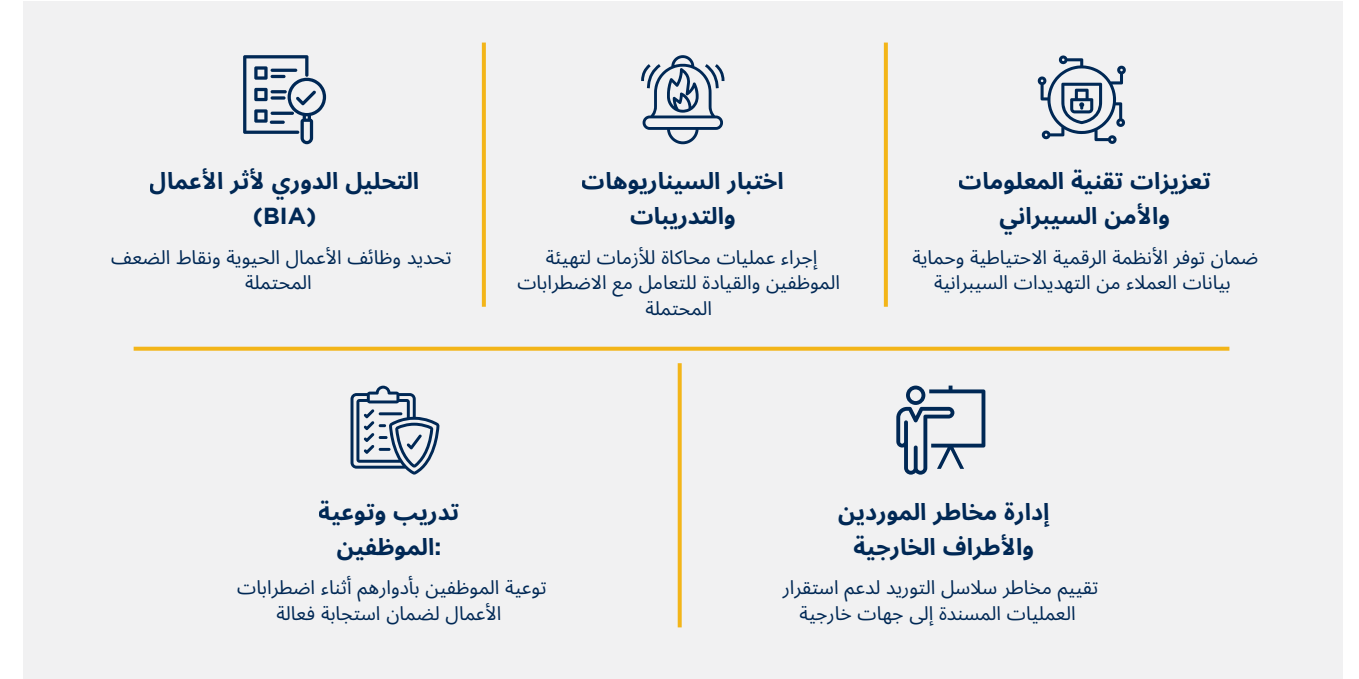 تعزيزات تقنية المعلومات
والأمن السيبراني
ضمان توفر الأنظمة الرقمية الاحتياطية وحماية
بيانات العملاء من التهديدات السيبرانية
اختبار السيناريوهات
والتدريبات
إجراء عمليات محاكاة للأزمات لتهيئة
الموظفين والقيادة للتعامل مع الاضطرابات
المحتملة
التحليل الدوري لأثر الأعمال
(BIA)
تحديد وظائف الأعمال الحيوية ونقاط الضعف
المحتملة
إدارة مخاطر الموردين
والأطراف الخارجية
تقييم مخاطر سلاسل التوريد لدعم استقرار
العمليات المسندة إلى جهات خارجية
تدريب وتوعية
:الموظفين
توعية الموظفين بأدوارهم أثناء اضطرابات
الأعمال لضمان استجابة فعالة